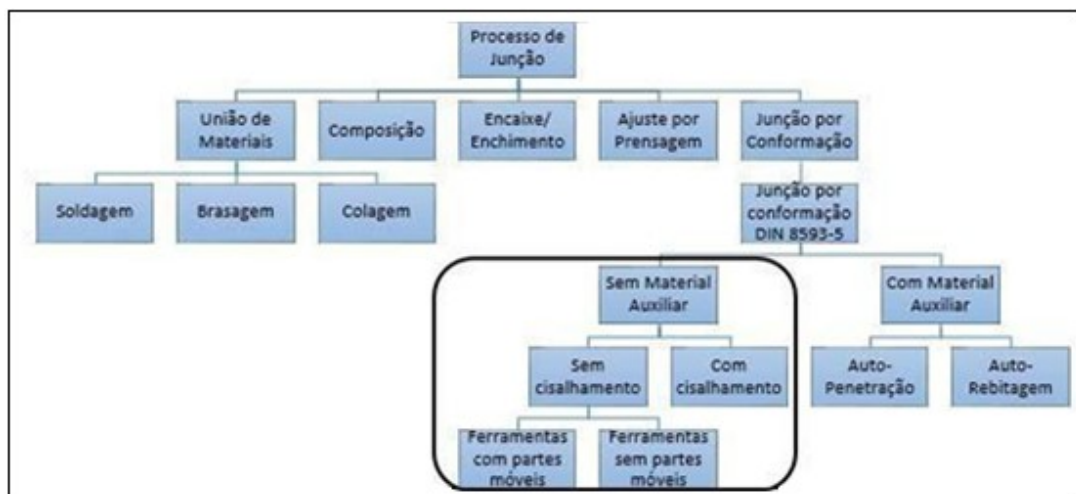 Processo de
Junção
União de
Materiais
Composição
Encaixe/
Enchimento
Ajuste por
Prensagem
Junção por
Conformação
Soldagem
Brasagem
Colagem
Junção por
conformação
DIN 8593-5
Sem Material
Auxiliar
Com Material
Auxiliar
Sem
cisalhamento
Com
cisalhamento
Auto-
Penetração
Auto-
Rebitagem
Ferramentas
com partes
móveis
Ferramentas
sem partes
móveis